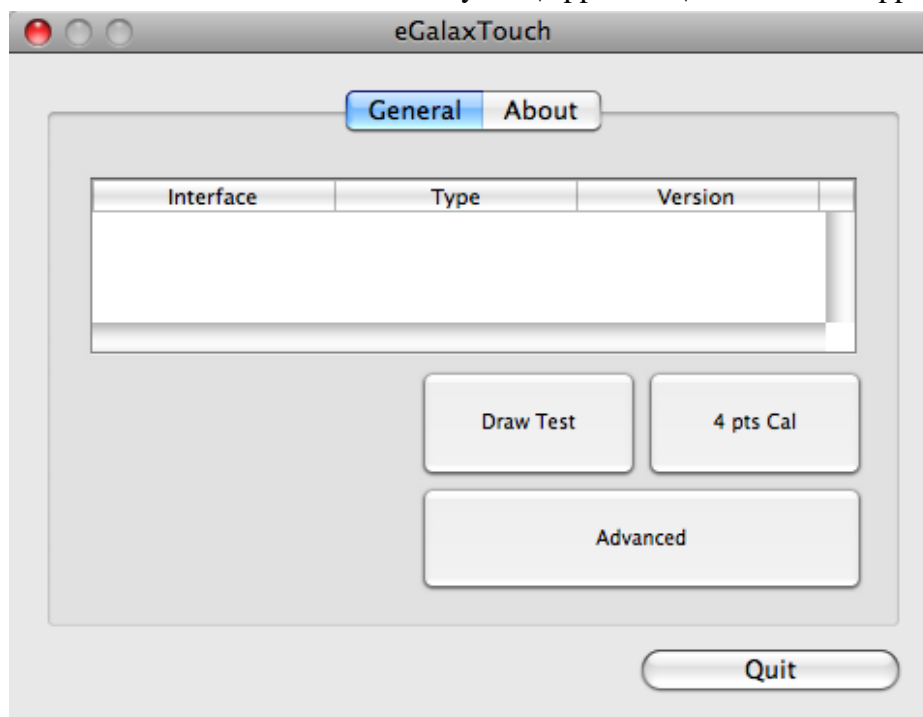 eGalaxTouch
General About
Interface Type Version
Draw Test 4 pts Cal
Advanced
Quit